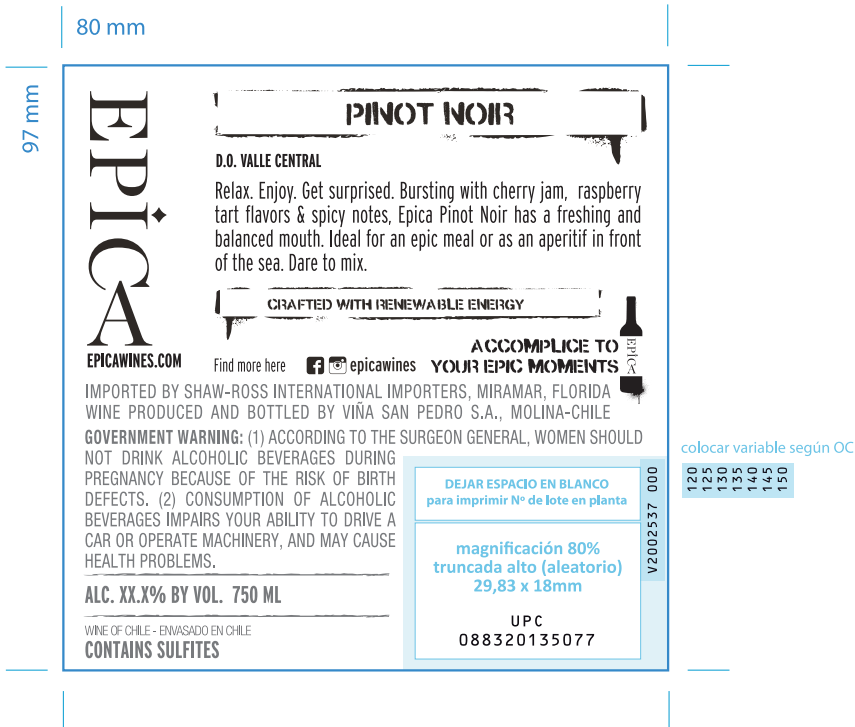 80 mm
97 mm
EPiCA
EPICAWINES.COM
PINOT NOIR
D.O. VALLE CENTRAL
Relax. Enjoy. Get surprised. Bursting with cherry jam, raspberry
tart flavors & spicy notes, Epica Pinot Noir has a freshing and
balanced mouth. Ideal for an epic meal or as an aperitif in front
of the sea. Dare to mix.
CRAFTED WITH RENEWABLE ENERGY
Find more here f epicawines
ACCOMPLICE TO
YOUR EPIC MOMENTS
EPiCA
IMPORTED BY SHAW-ROSS INTERNATIONAL IMPORTERS, MIRAMAR, FLORIDA
WINE PRODUCED AND BOTTLED BY VIÑA SAN PEDRO S.A., MOLINA-CHILE
GOVERNMENT WARNING: (1) ACCORDING TO THE SURGEON GENERAL, WOMEN SHOULD
NOT DRINK ALCOHOLIC BEVERAGES DURING
PREGNANCY BECAUSE OF THE RISK OF BIRTH
DEFECTS. (2) CONSUMPTION OF ALCOHOLIC
BEVERAGES IMPAIRS YOUR ABILITY TO DRIVE A
CAR OR OPERATE MACHINERY, AND MAY CAUSE
HEALTH PROBLEMS.
ALC. XX.X% BY VOL. 750 ML
WINE OF CHILE - ENVASADO EN CHILE
CONTAINS SULFITES
DEJAR ESPACIO EN BLANCO
para imprimir Nº de lote en planta
magnificación 80%
truncada alto (aleatorio)
29,83 x 18mm
UPC
088320135077
V2002537 000
colocar variable según OC
120
125
130
135
140
145
150